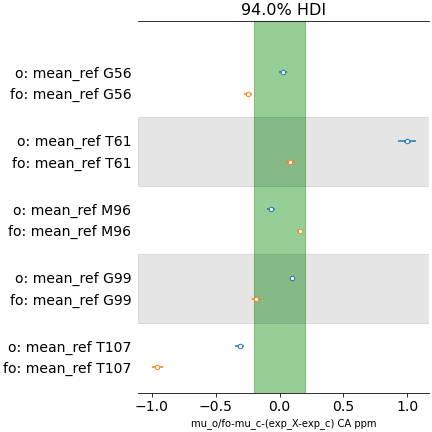 94.0% HDI
o: mean_ref G56
fo: mean_ref G56
o: mean_ref T61
fo: mean_ref T61
o: mean_ref M96
fo: mean_ref M96
o: mean_ref G99
fo: mean_ref G99
o: mean_ref T107
fo: mean_ref T107
−1.0 −0.5 0.0 0.5 1.0
mu_o/fo-mu_c-(exp_X-exp_c) CA ppm